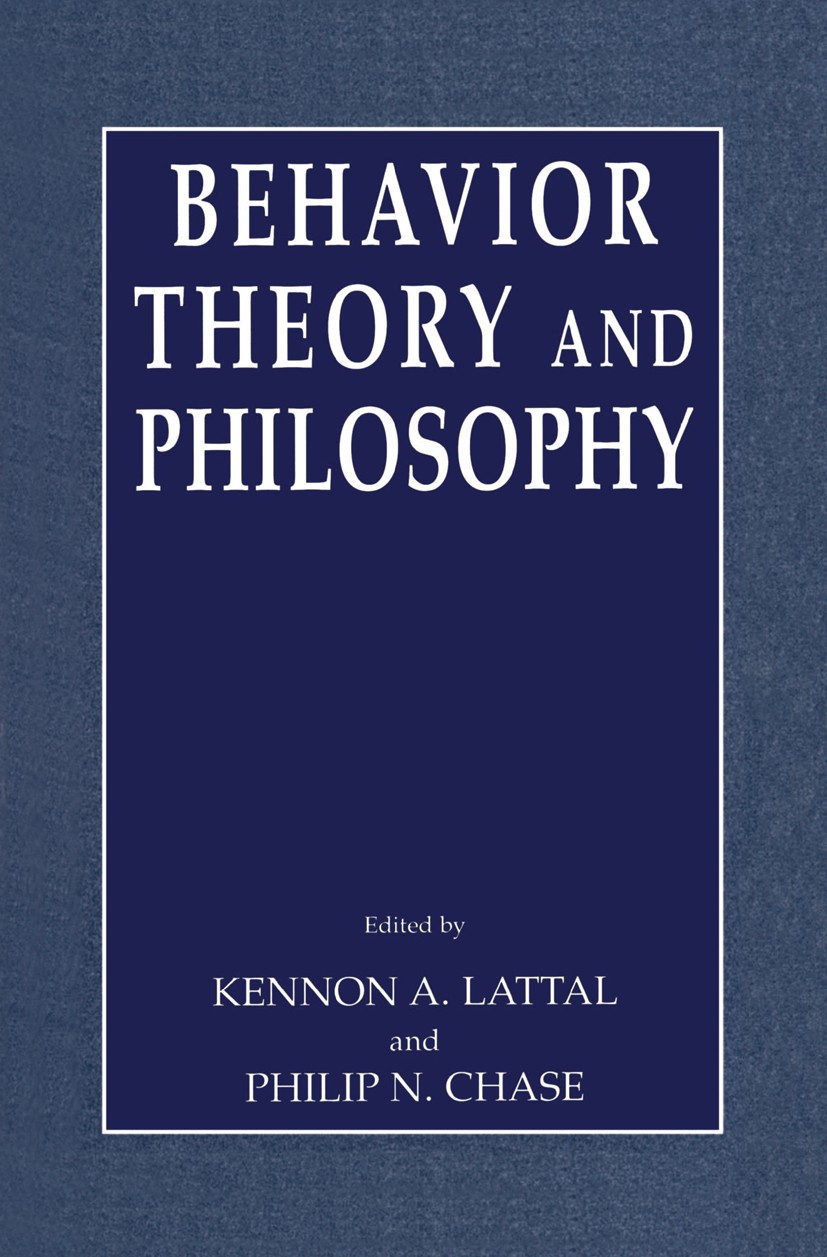 BEHAVIOR
THEORY AND
PHILOSOPHY
Edited by
KENNON A. LATTAL
and
PHILIP N. CHASE